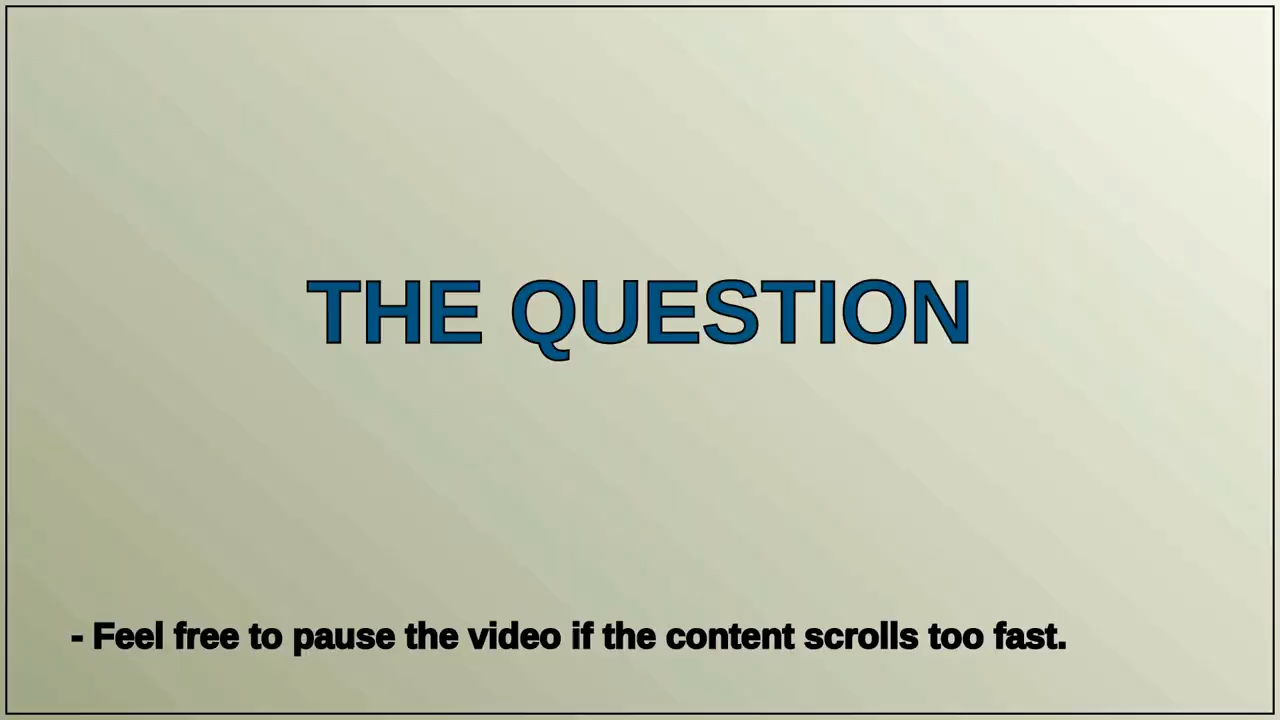 THE QUESTION
- Feel free to pause the video if the content scrolls too fast.